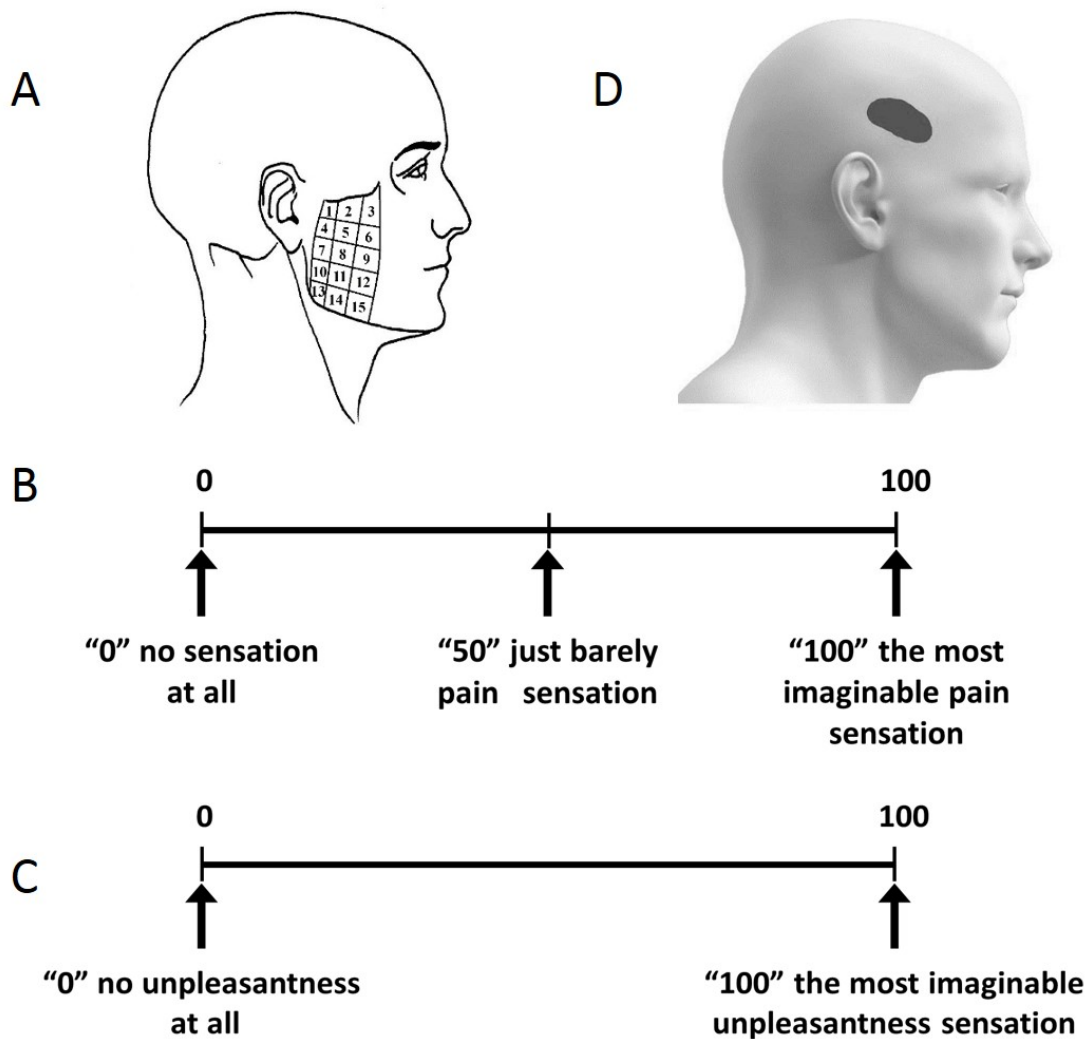 A
D
1 2 3
4 5 6
7 8 9
10 11 12
13 14 15
B
0 100
“0” no sensation
at all
“50” just barely
pain sensation
“100” the most
imaginable pain
sensation
C
0 100
“0” no unpleasantness
at all
“100” the most imaginable
unpleasantness sensation